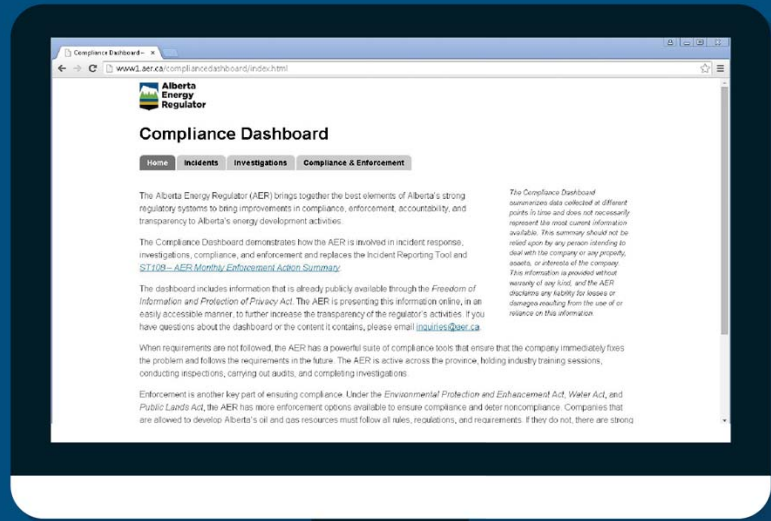 Compliance Dashboard –
www1.aer.ca/compliancedashboard/index.html
Alberta
Energy
Regulator
Compliance Dashboard
Home Incidents Investigations Compliance & Enforcement
The Alberta Energy Regulator (AER) brings together the best elements of Alberta's strong
regulatory systems to bring improvements in compliance, enforcement, accountability, and
transparency to Alberta's energy development activities.
The Compliance Dashboard demonstrates how the AER is involved in incident response,
investigations, compliance, and enforcement and replaces the Incident Reporting Tool and
ST108 – AER Monthly Enforcement Action Summary
The dashboard includes information that is already publicly available through the Freedom of
Information and Protection of Privacy Act. The AER is presenting this information online, in an
easily accessible manner, to further increase the transparency of the regulator's activities. If you
have questions about the dashboard or the content it contains, please email inquiries@aer.ca.
The Compliance Dashboard
summarizes data collected at different
points in time and does not necessarily
represent the most current information
available. This summary should not be
relied upon by any person intending to
deal with the company or any property,
assets, or interests of the company.
This information is provided without
warranty of any kind, and the AER
disclaims any liability for losses or
damages resulting from the use of or
reliance on this information
When requirements are not followed, the AER has a powerful suite of compliance tools that ensure that the company immediately fixes
the problem and follows the requirements in the future. The AER is active across the province, holding industry training sessions,
conducting inspections, carrying out audits, and completing investigations.
Enforcement is another key part of ensuring compliance. Under the Environmental Protection and Enhancement Act, Water Act, and
Public Lands Act, the AER has more enforcement options available to ensure compliance and deter noncompliance. Companies that
are allowed to develop Alberta's oil and gas resources must follow all rules, regulations, and requirements. If they do not, there are strong